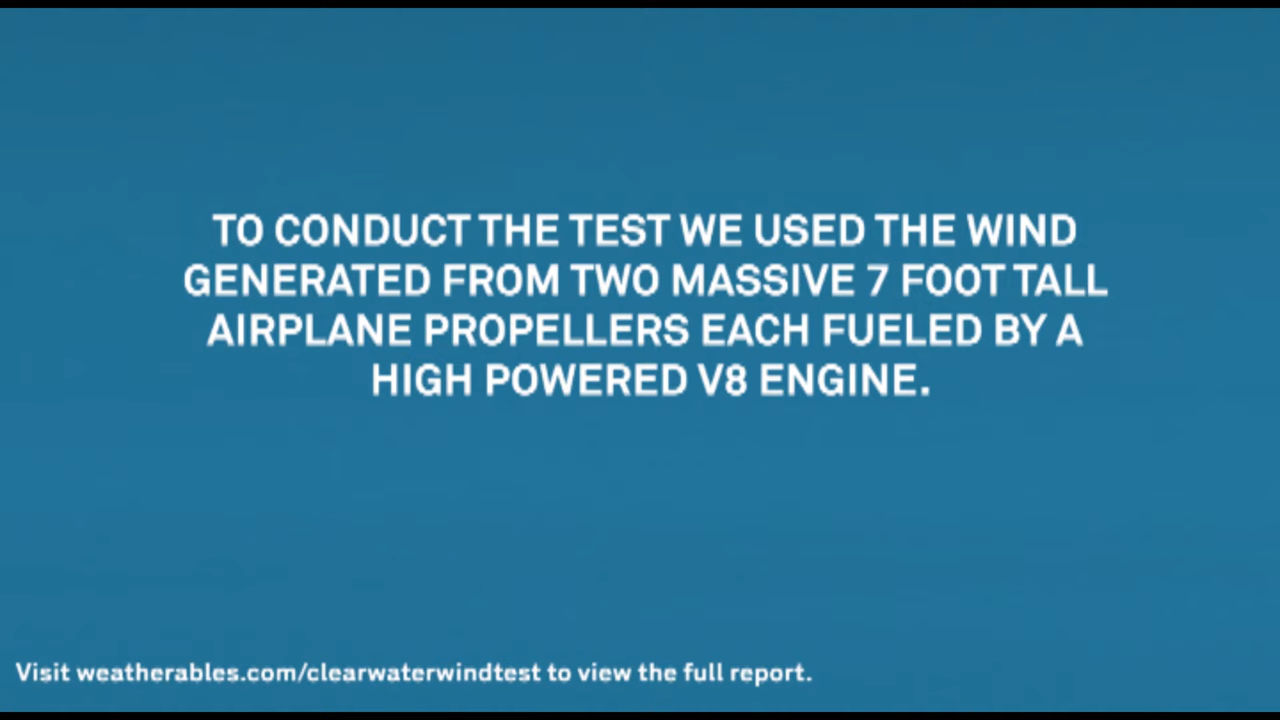 TO CONDUCT THE TEST WE USED THE WIND
GENERATED FROM TWO MASSIVE 7 FOOT TALL
AIRPLANE PROPELLERS EACH FUELED BY A
HIGH POWERED V8 ENGINE.
Visit weatherables.com/clearwaterwindtest to view the full report.